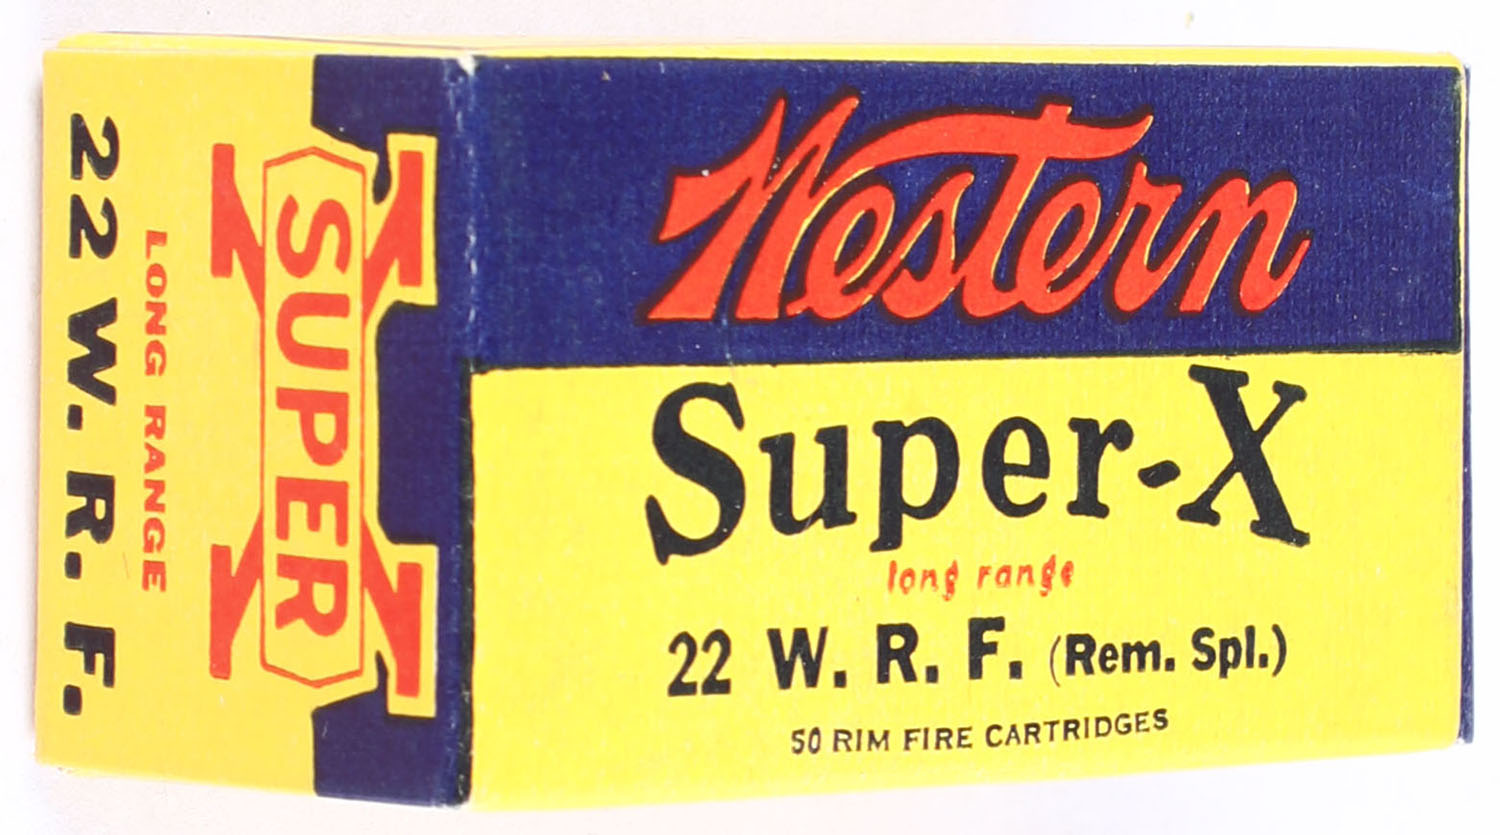 Western
Super-X
long range
22 W. R. F. (Rem. Spl.)
50 RIM FIRE CARTRIDGES
SUPER
X
LONG RANGE
22 W. R. F.